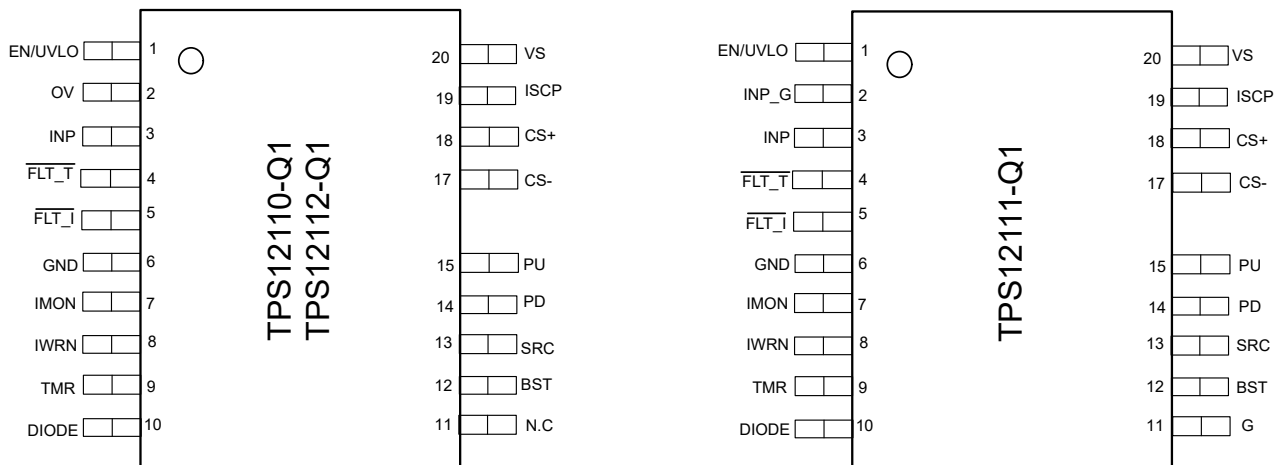 EN/UVLO 1
OV 2
INP 3
FLT_T 4
FLT_I 5
GND 6
IMON 7
IWRN 8
TMR 9
DIODE 10
TPS12110-Q1
TPS12112-Q1
20 VS
19 ISCP
18 CS+
17 CS-
15 PU
14 PD
13 SRC
12 BST
11 N.C
EN/UVLO 1
INP_G 2
INP 3
FLT_T 4
FLT_I 5
GND 6
IMON 7
IWRN 8
TMR 9
DIODE 10
TPS12111-Q1
20 VS
19 ISCP
18 CS+
17 CS-
15 PU
14 PD
13 SRC
12 BST
11 G